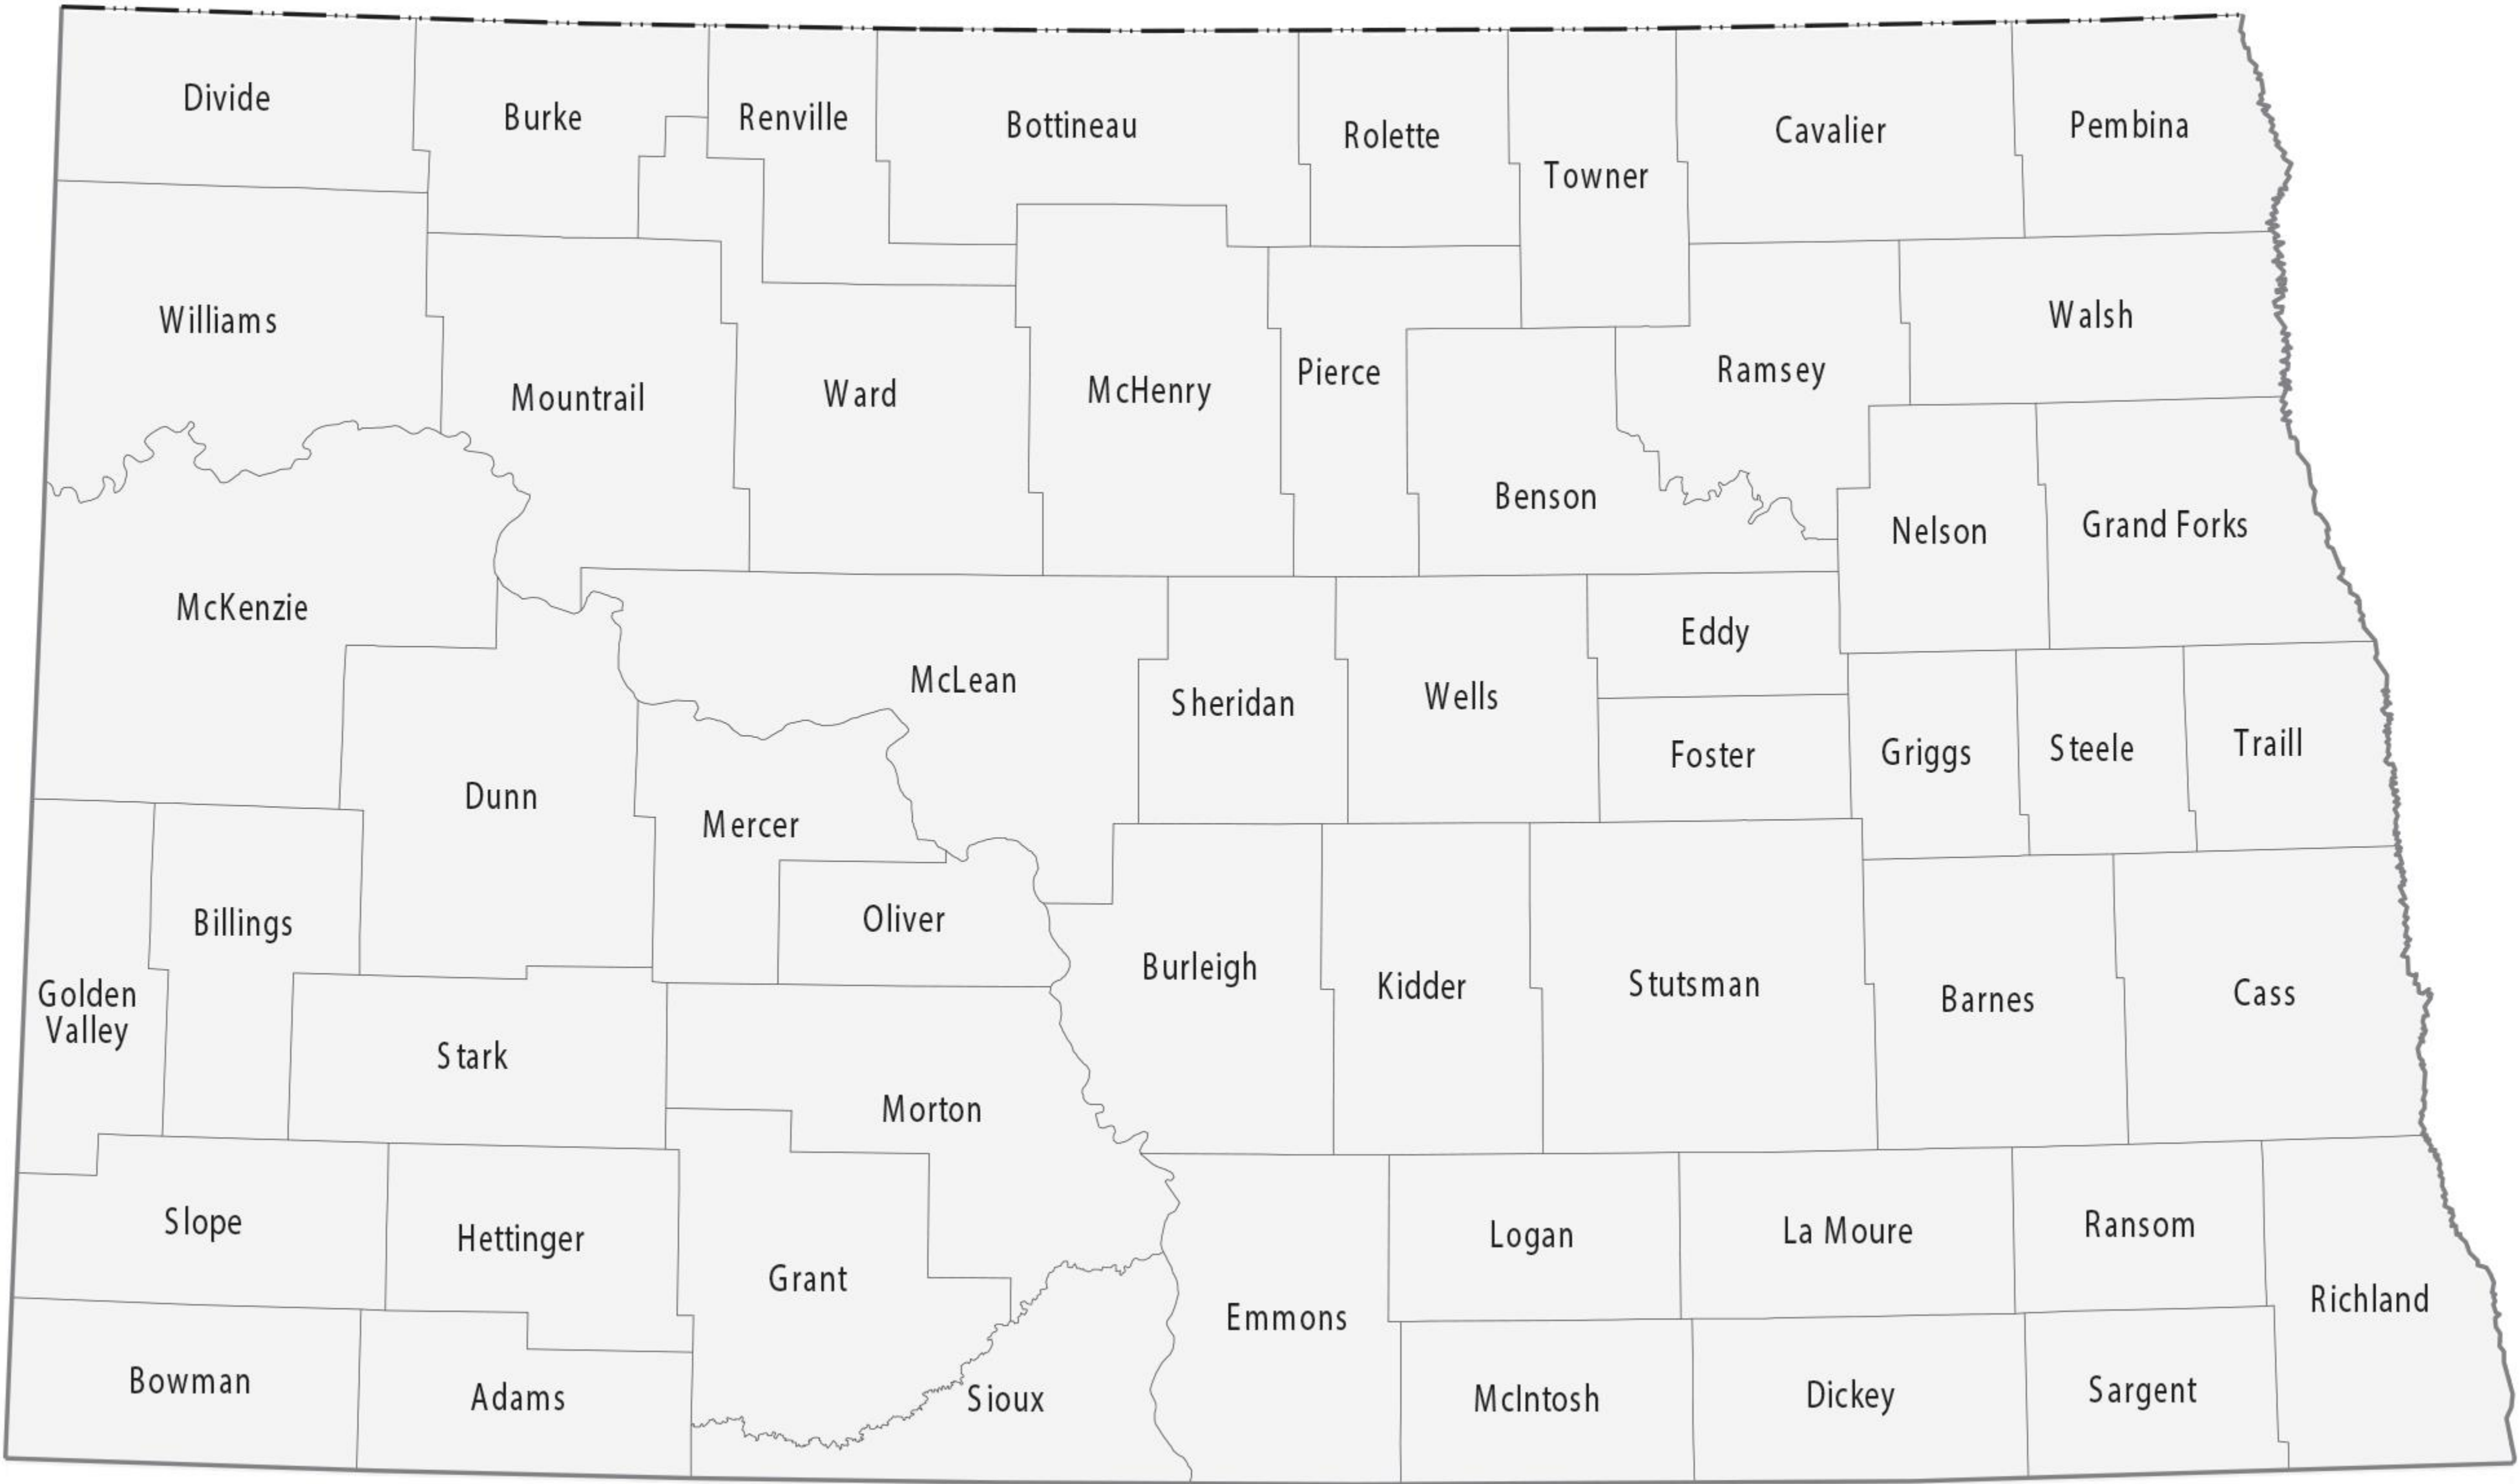 Divide
Burke
Renville
Bottineau
Rolette
Towner
Cavalier
Pembina
Williams
Mountrail
Ward
McHenry
Pierce
Benson
Ramsey
Walsh
Nelson
Grand Forks
McKenzie
Dunn
McLean
Mercer
Oliver
Sheridan
Wells
Eddy
Foster
Griggs
Steele
Traill
Golden
Valley
Billings
Stark
Morton
Burleigh
Kidder
Stutsman
Barnes
Cass
Slope
Hettinger
Grant
Emmons
Logan
La Moure
Ransom
Richland
Bowman
Adams
Sioux
McIntosh
Dickey
Sargent